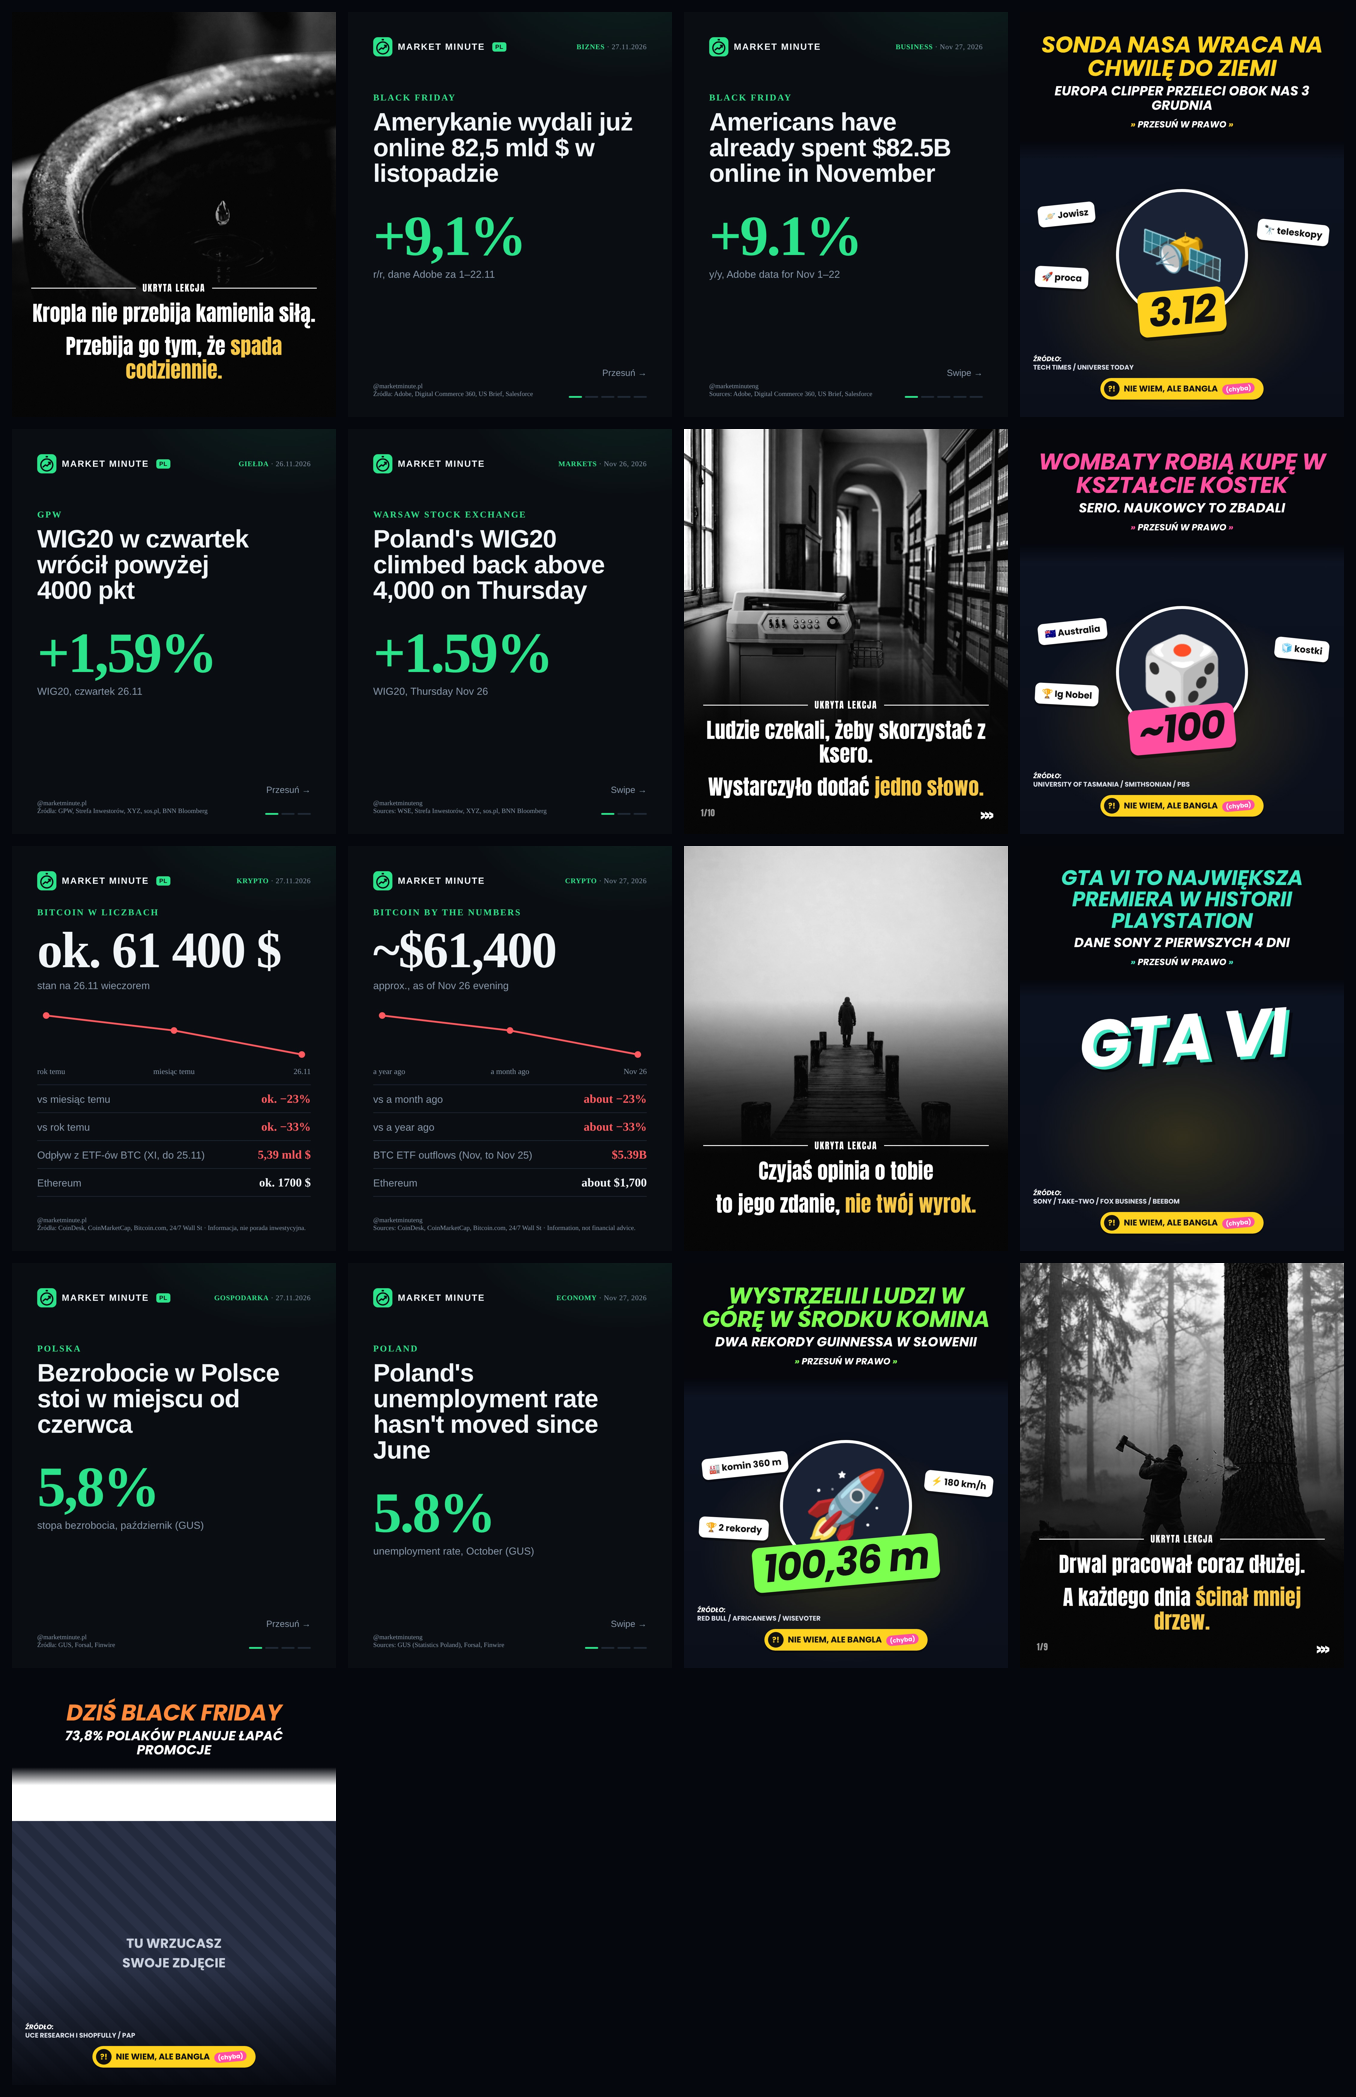 UKRYTA LEKCJA
Kropla nie przebija kamienia siłą.
Przebija go tym, że spada
codziennie.
MARKET MINUTE PL
BIZNES · 27.11.2026
BLACK FRIDAY
Amerykanie wydali już
online 82,5 mld $ w
listopadzie
+9,1%
r/r, dane Adobe za 1–22.11
Przesuń →
@marketminute.pl
Źródła: Adobe, Digital Commerce 360, US Brief, Salesforce
MARKET MINUTE
BUSINESS · Nov 27, 2026
BLACK FRIDAY
Americans have
already spent $82.5B
online in November
+9.1%
y/y, Adobe data for Nov 1–22
Swipe →
@marketminuteng
Sources: Adobe, Digital Commerce 360, US Brief, Salesforce
SONDA NASA WRACA NA
CHWILĘ DO ZIEMI
EUROPA CLIPPER PRZELECI OBOK NAS 3
GRUDNIA
» PRZESUŃ W PRAWO »
Jowisz
teleskopy
proca
3.12
ŹRÓDŁO:
TECH TIMES / UNIVERSE TODAY
?! NIE WIEM, ALE BANGLA (chyba)
MARKET MINUTE PL
GIEŁDA · 26.11.2026
GPW
WIG20 w czwartek
wrócił powyżej
4000 pkt
+1,59%
WIG20, czwartek 26.11
Przesuń →
@marketminute.pl
Źródła: GPW, Strefa Inwestorów, XYZ, sos.pl, BNN Bloomberg
MARKET MINUTE
MARKETS · Nov 26, 2026
WARSAW STOCK EXCHANGE
Poland's WIG20
climbed back above
4,000 on Thursday
+1.59%
WIG20, Thursday Nov 26
Swipe →
@marketminuteng
Sources: WSE, Strefa Inwestorów, XYZ, sos.pl, BNN Bloomberg
UKRYTA LEKCJA
Ludzie czekali, żeby skorzystać z
ksero.
Wystarczyło dodać jedno słowo.
1/10
WOMBATY ROBIĄ KUPĘ W
KSZTAŁCIE KOSTEK
SERIO. NAUKOWCY TO ZBADALI
» PRZESUŃ W PRAWO »
Australia
kostki
Ig Nobel
~100
ŹRÓDŁO:
UNIVERSITY OF TASMANIA / SMITHSONIAN / PBS
?! NIE WIEM, ALE BANGLA (chyba)
MARKET MINUTE PL
KRYPTO · 27.11.2026
BITCOIN W LICZBACH
ok. 61 400 $
stan na 26.11 wieczorem
rok temu
miesiąc temu
26.11
vs miesiąc temu ok. −23%
vs rok temu ok. −33%
Odpływ z ETF-ów BTC (XI, do 25.11) 5,39 mld $
Ethereum ok. 1700 $
@marketminute.pl
Źródła: CoinDesk, CoinMarketCap, Bitcoin.com, 24/7 Wall St · Informacja, nie porada inwestycyjna.
MARKET MINUTE
CRYPTO · Nov 27, 2026
BITCOIN BY THE NUMBERS
~$61,400
approx., as of Nov 26 evening
a year ago
a month ago
Nov 26
vs a month ago about −23%
vs a year ago about −33%
BTC ETF outflows (Nov, to Nov 25) $5.39B
Ethereum about $1,700
@marketminuteng
Sources: CoinDesk, CoinMarketCap, Bitcoin.com, 24/7 Wall St · Information, not financial advice.
UKRYTA LEKCJA
Czyjaś opinia o tobie
to jego zdanie, nie twój wyrok.
GTA VI TO NAJWIĘKSZA
PREMIERA W HISTORII
PLAYSTATION
DANE SONY Z PIERWSZYCH 4 DNI
» PRZESUŃ W PRAWO »
GTA VI
ŹRÓDŁO:
SONY / TAKE-TWO / FOX BUSINESS / BEEBOM
?! NIE WIEM, ALE BANGLA (chyba)
MARKET MINUTE PL
GOSPODARKA · 27.11.2026
POLSKA
Bezrobocie w Polsce
stoi w miejscu od
czerwca
5,8%
stopa bezrobocia, październik (GUS)
Przesuń →
@marketminute.pl
Źródła: GUS, Forsal, Finwire
MARKET MINUTE
ECONOMY · Nov 27, 2026
POLAND
Poland's
unemployment rate
hasn't moved since
June
5.8%
unemployment rate, October (GUS)
Swipe →
@marketminuteng
Sources: GUS (Statistics Poland), Forsal, Finwire
WYSTRZELILI LUDZI W
GÓRĘ W ŚRODKU KOMINA
DWA REKORDY GUINNESSA W SŁOWENII
» PRZESUŃ W PRAWO »
komin 360 m
180 km/h
2 rekordy
100,36 m
ŹRÓDŁO:
RED BULL / AFRICANEWS / WISEVOTER
?! NIE WIEM, ALE BANGLA (chyba)
UKRYTA LEKCJA
Drwal pracował coraz dłużej.
A każdego dnia ścinał mniej
drzew.
1/9
DZIŚ BLACK FRIDAY
73,8% POLAKÓW PLANUJE ŁAPAĆ
PROMOCJE
TU WRZUCASZ
SWOJE ZDJĘCIE
ŹRÓDŁO:
UCE RESEARCH I SHOPFULLY / PAP
?! NIE WIEM, ALE BANGLA (chyba)